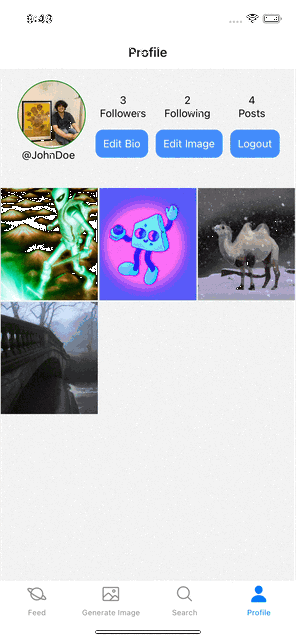 9:43
Profile
3 2 4
Followers Following Posts
Edit Bio Edit Image Logout
@JohnDoe
Feed Generate Image Search Profile